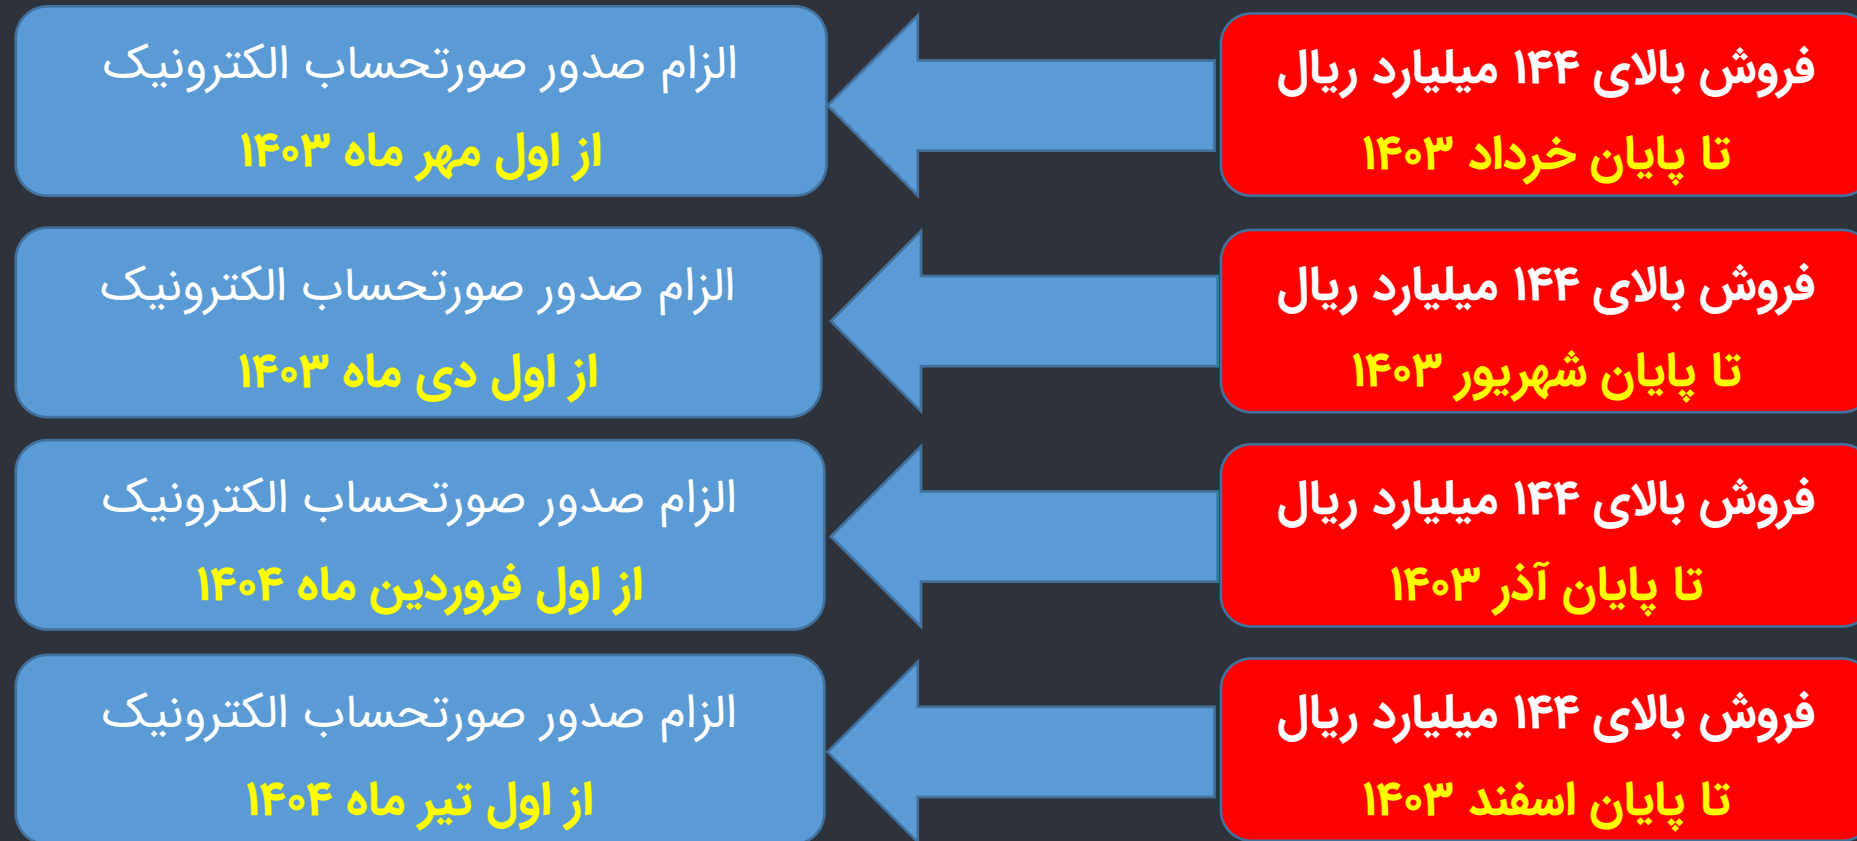 فروش بالای ۱۴۴ میلیارد ریال
تا پایان خرداد ۱۴۰۳
الزام صدور صورتحساب الکترونیک
از اول مهر ماه ۱۴۰۳
فروش بالای ۱۴۴ میلیارد ریال
تا پایان شهریور ۱۴۰۳
الزام صدور صورتحساب الکترونیک
از اول دی ماه ۱۴۰۳
فروش بالای ۱۴۴ میلیارد ریال
تا پایان آذر ۱۴۰۳
الزام صدور صورتحساب الکترونیک
از اول فروردین ماه ۱۴۰۴
فروش بالای ۱۴۴ میلیارد ریال
تا پایان اسفند ۱۴۰۳
الزام صدور صورتحساب الکترونیک
از اول تیر ماه ۱۴۰۴